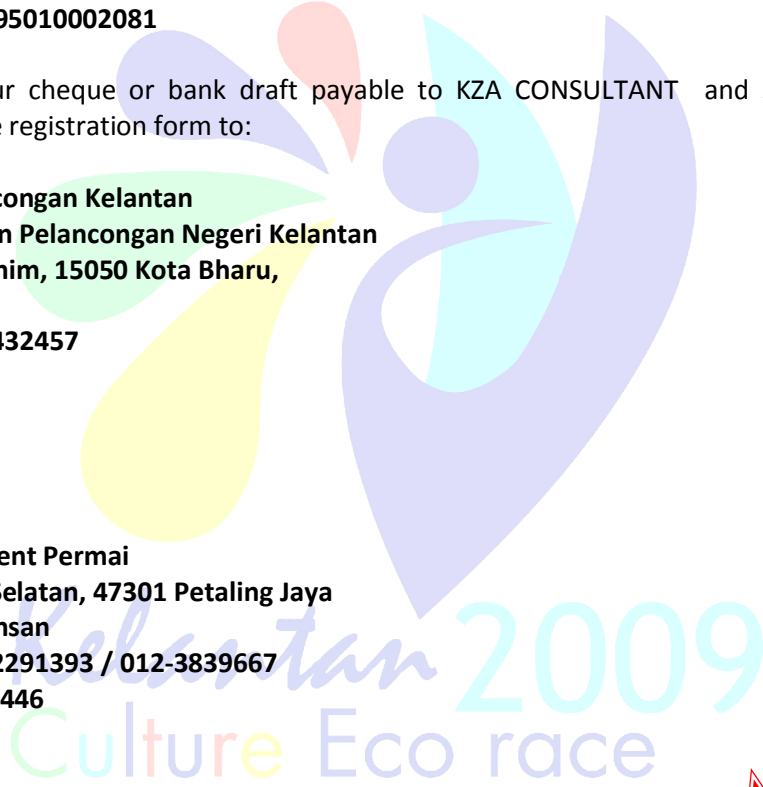 95010002081
ur cheque or bank draft payable to KZA CONSULTANT and
e registration form to:
congan Kelantan
n Pelancongan Negeri Kelantan
him, 15050 Kota Bharu,
432457
ent Permai
Selatan, 47301 Petaling Jaya
nsan
2291393 / 012-3839667
446
Kelantan 2009
Culture Eco race